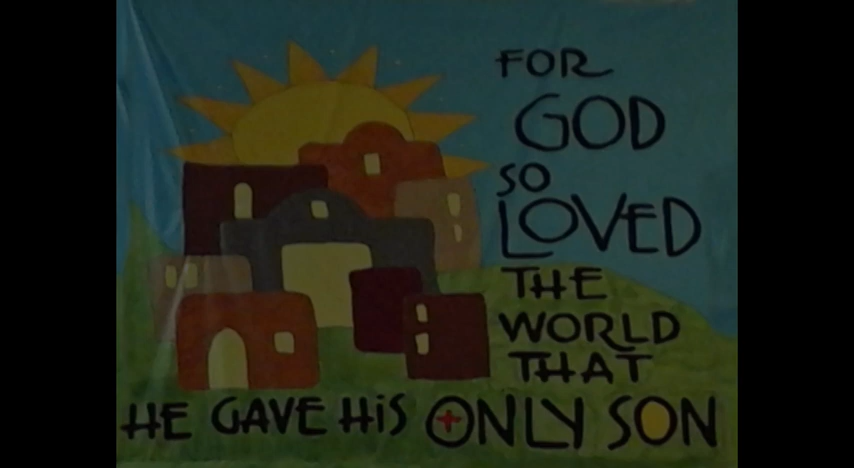 FOR
GOD
SO
LOVED
THE
WORLD
THAT
HE GAVE HiS ONLY SON